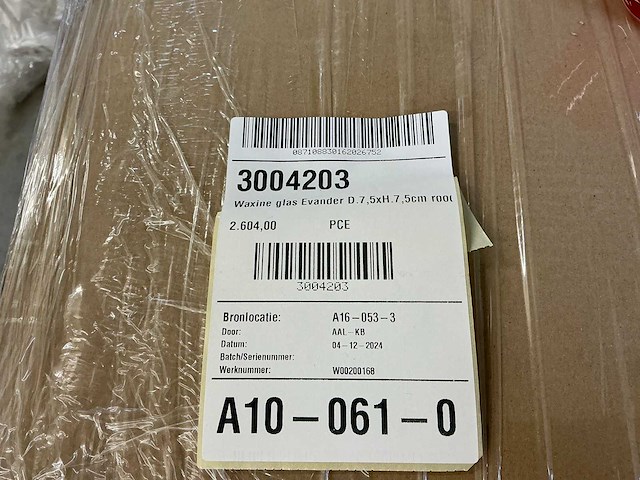 087108830162026752
3004203
Waxine glas Evander D.7,5xH.7,5cm
2.604,00 PCE
3004203
Bronlocatie: A16-053-3
Door: AAL-KB
Datum: 04-12-2024
Batch/Serienummer:
Werknummer: W00200168
A10-061-0